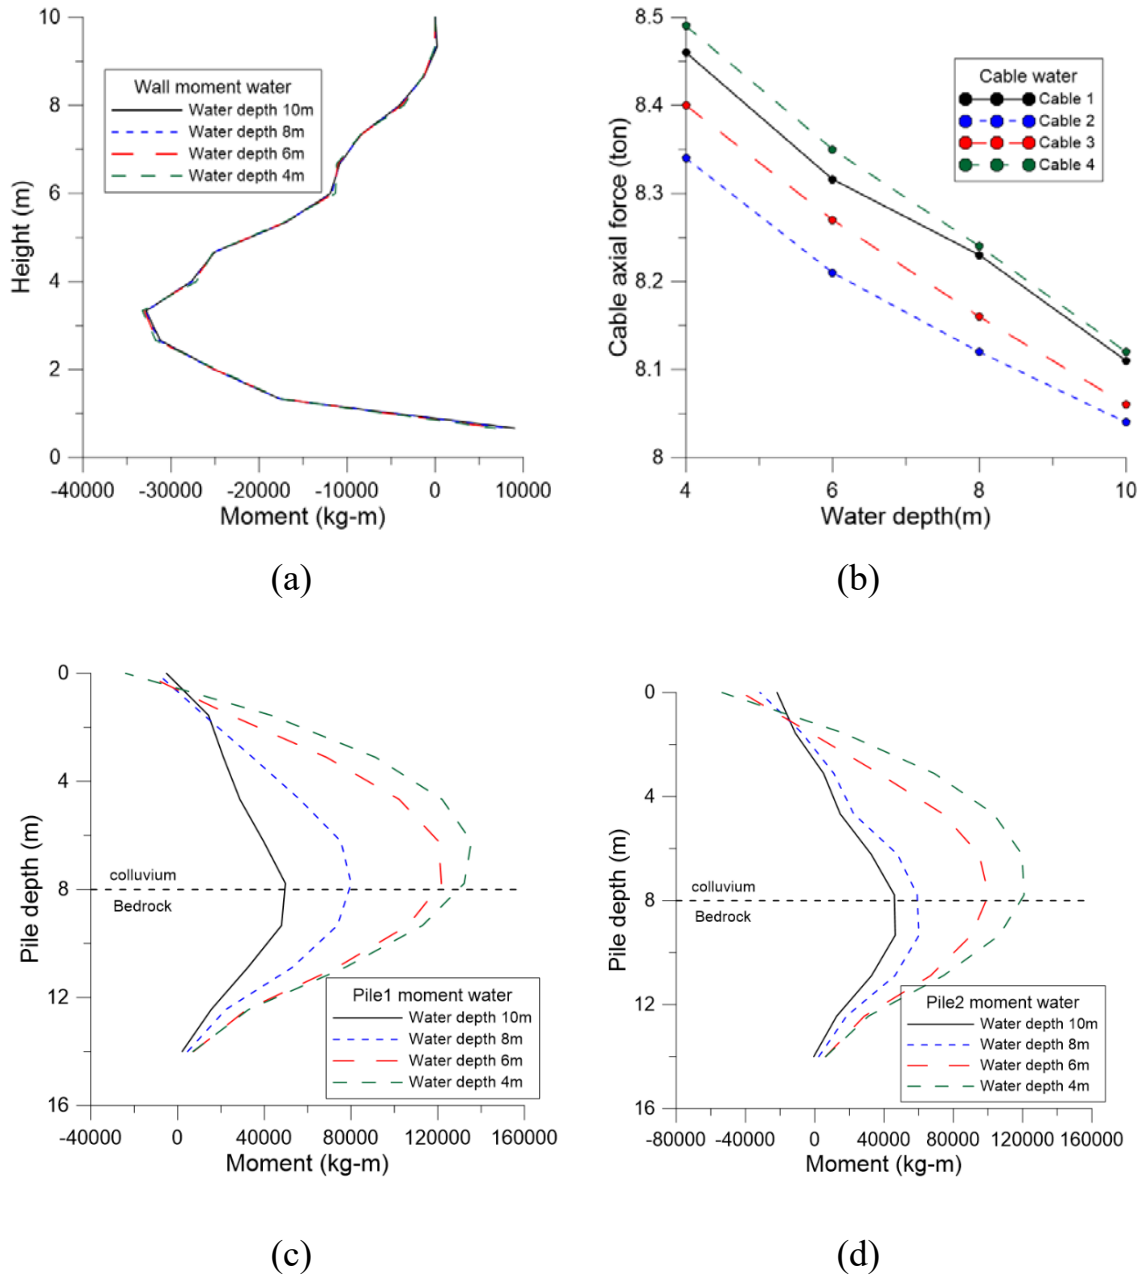 10
8
6
4
2
0
Height (m)
Wall moment water
Water depth 10m
Water depth 8m
Water depth 6m
Water depth 4m
-40000 -30000 -20000 -10000 0 10000
Moment (kg-m)
(a)
8.5
8.4
8.3
8.2
8.1
8
Cable axial force (ton)
Cable water
Cable 1
Cable 2
Cable 3
Cable 4
4 6 8 10
Water depth(m)
(b)
0
4
8
12
16
Pile depth (m)
colluvium
Bedrock
Pile1 moment water
Water depth 10m
Water depth 8m
Water depth 6m
Water depth 4m
-40000 0 40000 80000 120000 160000
Moment (kg-m)
(c)
0
4
8
12
16
Pile depth (m)
colluvium
Bedrock
Pile2 moment water
Water depth 10m
Water depth 8m
Water depth 6m
Water depth 4m
-80000 -40000 0 40000 80000 120000 160000
Moment (kg-m)
(d)